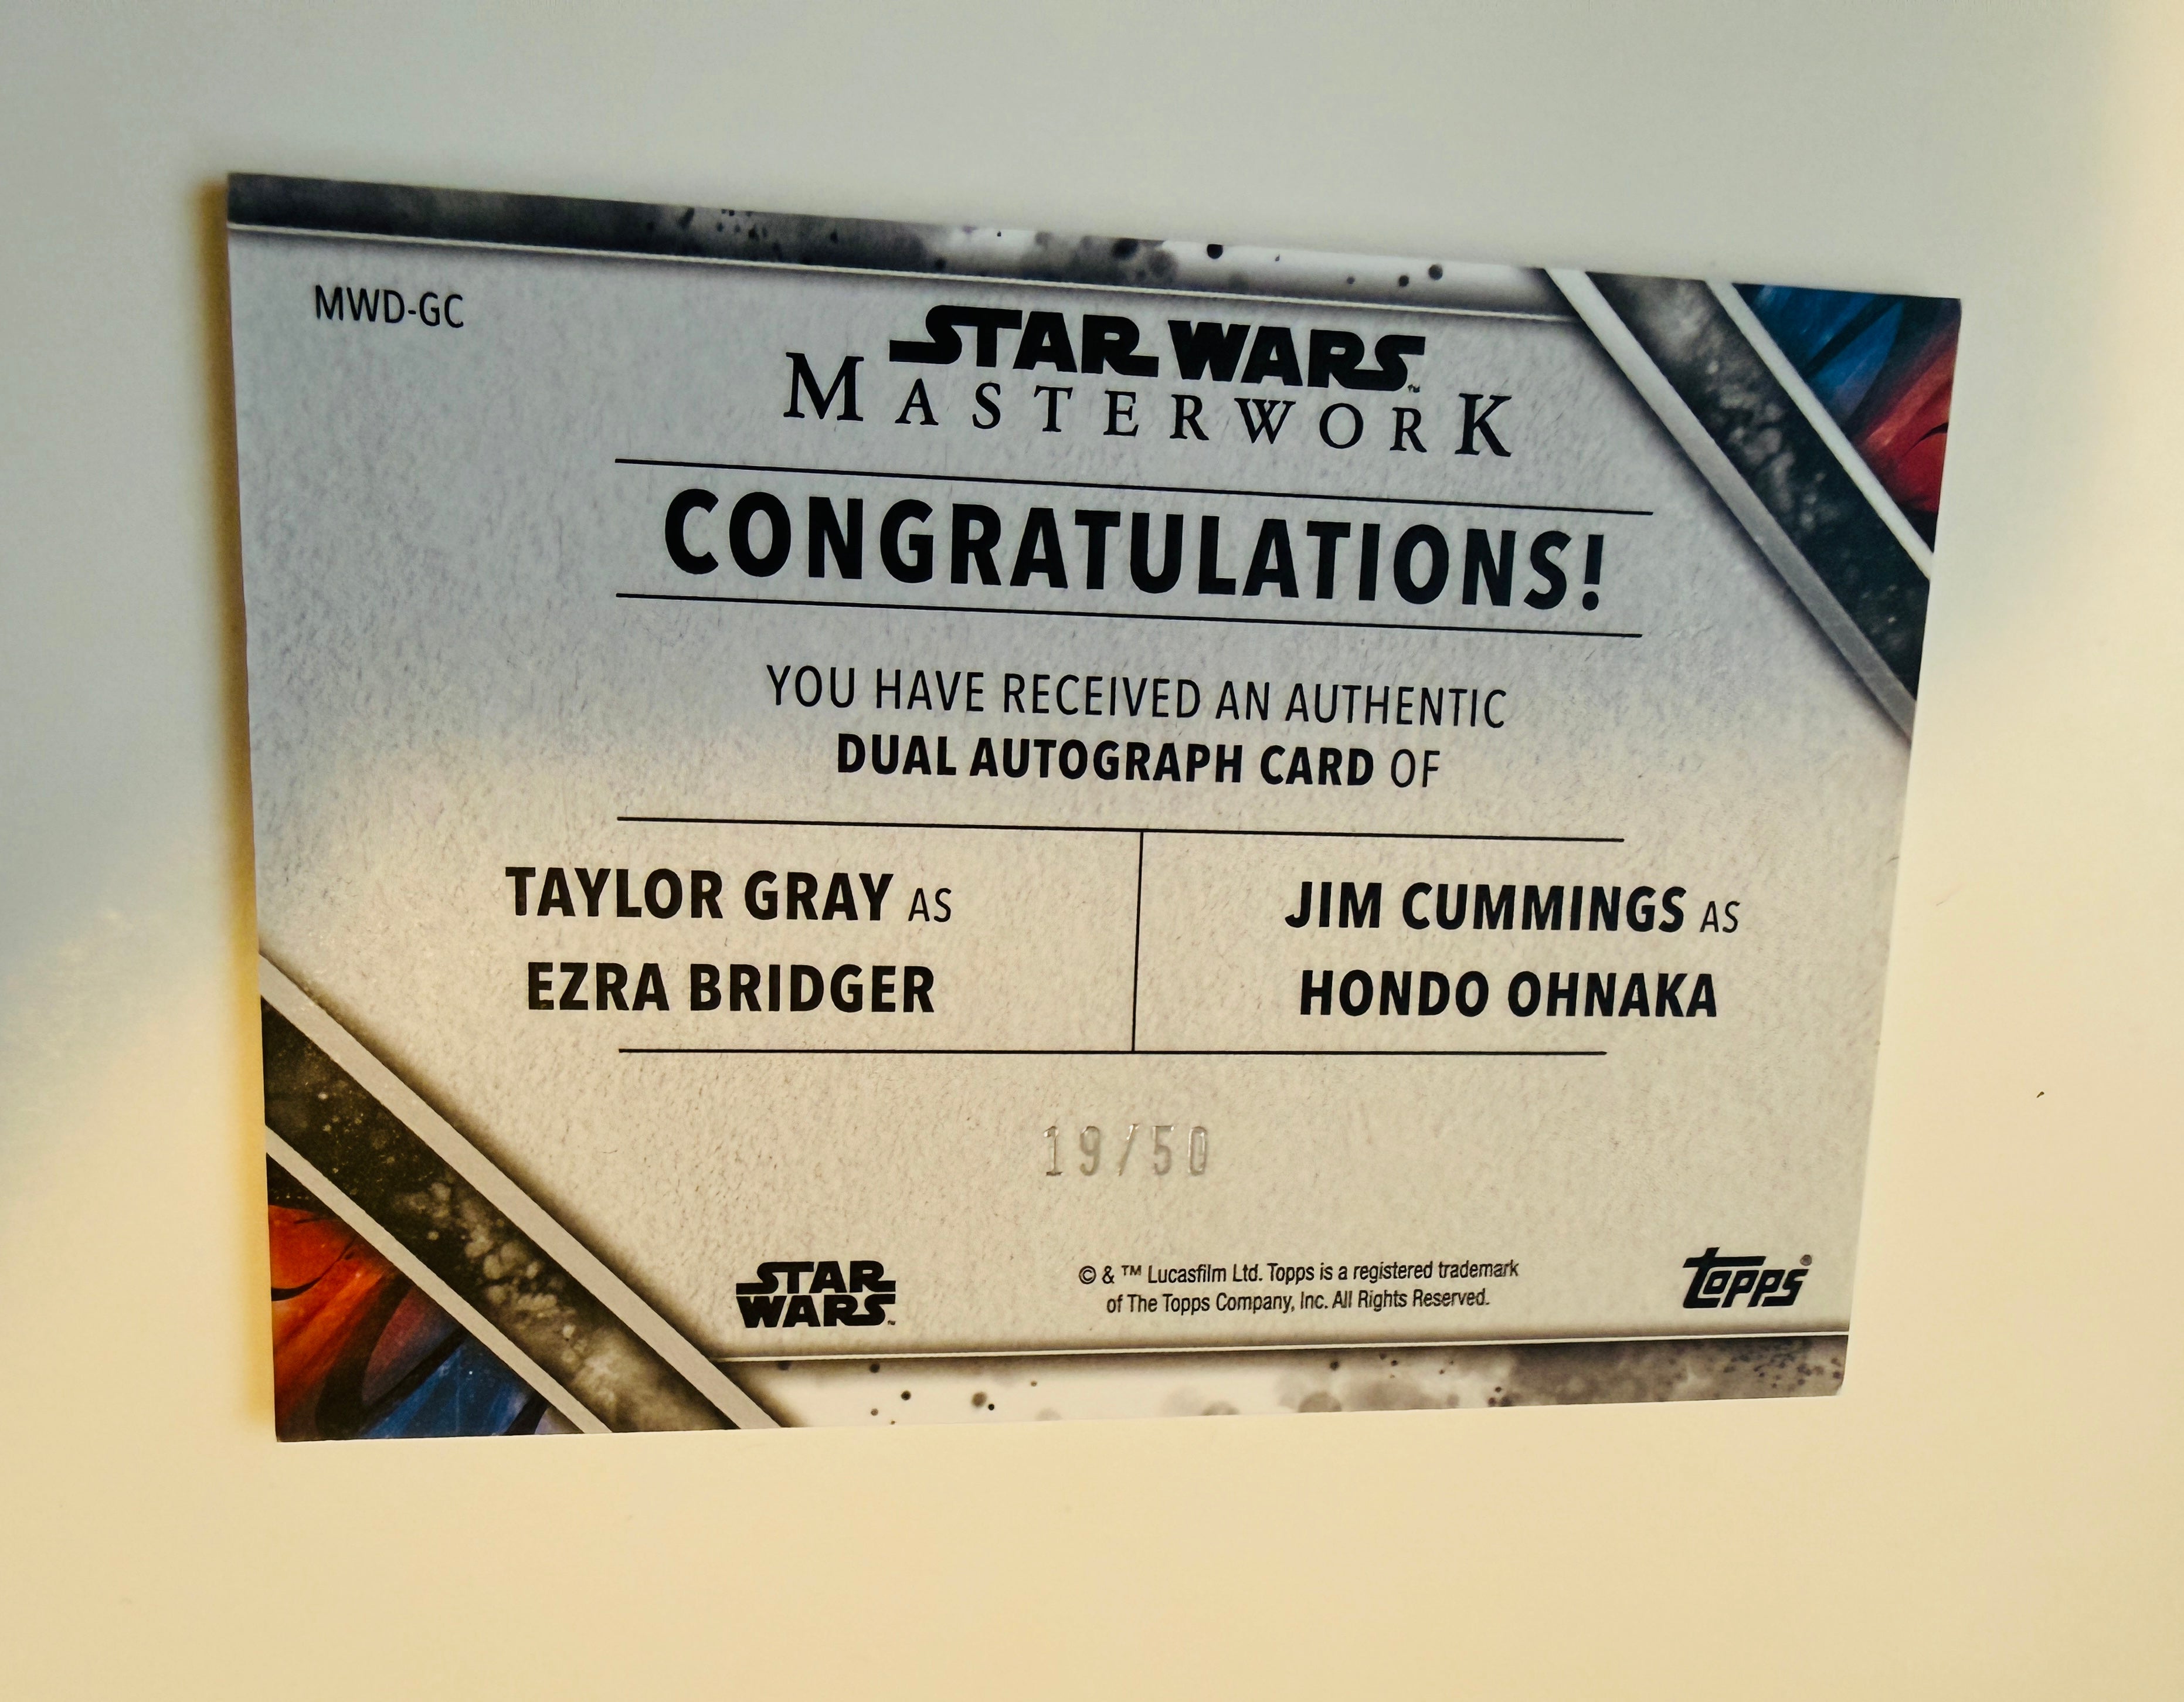 MWD-GC
STAR WARS™
MASTERWORK
CONGRATULATIONS!
YOU HAVE RECEIVED AN AUTHENTIC
DUAL AUTOGRAPH CARD OF
TAYLOR GRAY AS
EZRA BRIDGER
JIM CUMMINGS AS
HONDO OHNAKA
19/50
STAR
WARS™
© & ™ Lucasfilm Ltd. Topps is a registered trademark
of The Topps Company, Inc. All Rights Reserved.
topps®